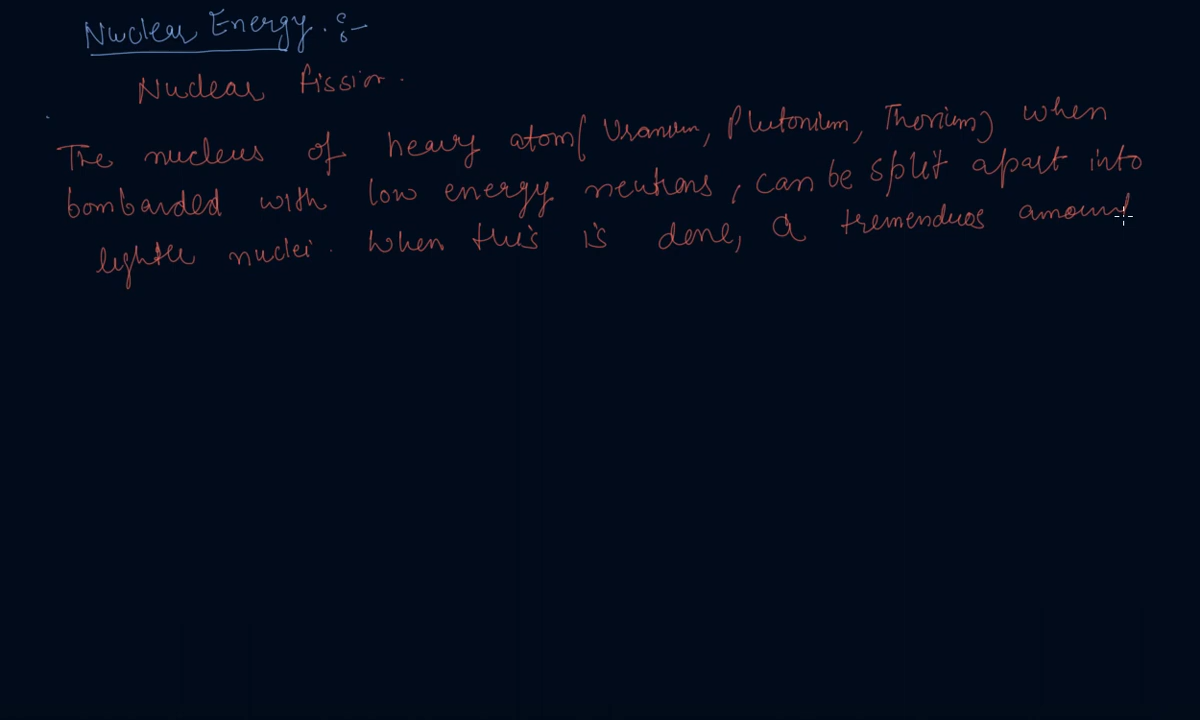 Nuclear Energy :-
Nuclear fission.
The nucleus of heavy atom( Uranium, Plutonium, Thorium) when
bombarded with low energy neutrons, can be split apart into
lighter nuclei. When this is done, a tremenduos amount